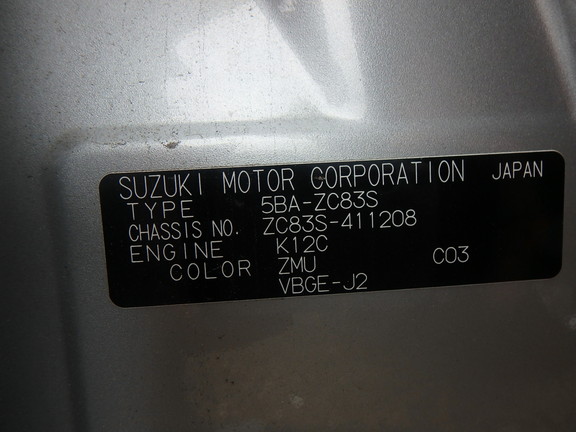 SUZUKI MOTOR CORPORATION JAPAN
TYPE 5BA-ZC83S
CHASSIS NO. ZC83S-411208
ENGINE K12C
COLOR ZMU C03
VBGE-J2